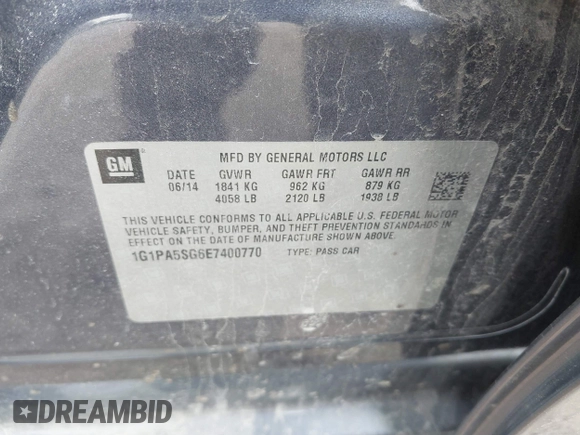 GM
MFD BY GENERAL MOTORS LLC
DATE GVWR GAWR FRT GAWR RR
06/14 1841 KG 962 KG 879 KG
4058 LB 2120 LB 1938 LB
THIS VEHICLE CONFORMS TO ALL APPLICABLE U.S. FEDERAL MOTOR
VEHICLE SAFETY, BUMPER, AND THEFT PREVENTION STANDARDS IN
EFFECT ON THE DATE OF MANUFACTURE SHOWN ABOVE.
1G1PA5SG6E7400770 TYPE: PASS CAR
DREAMBID